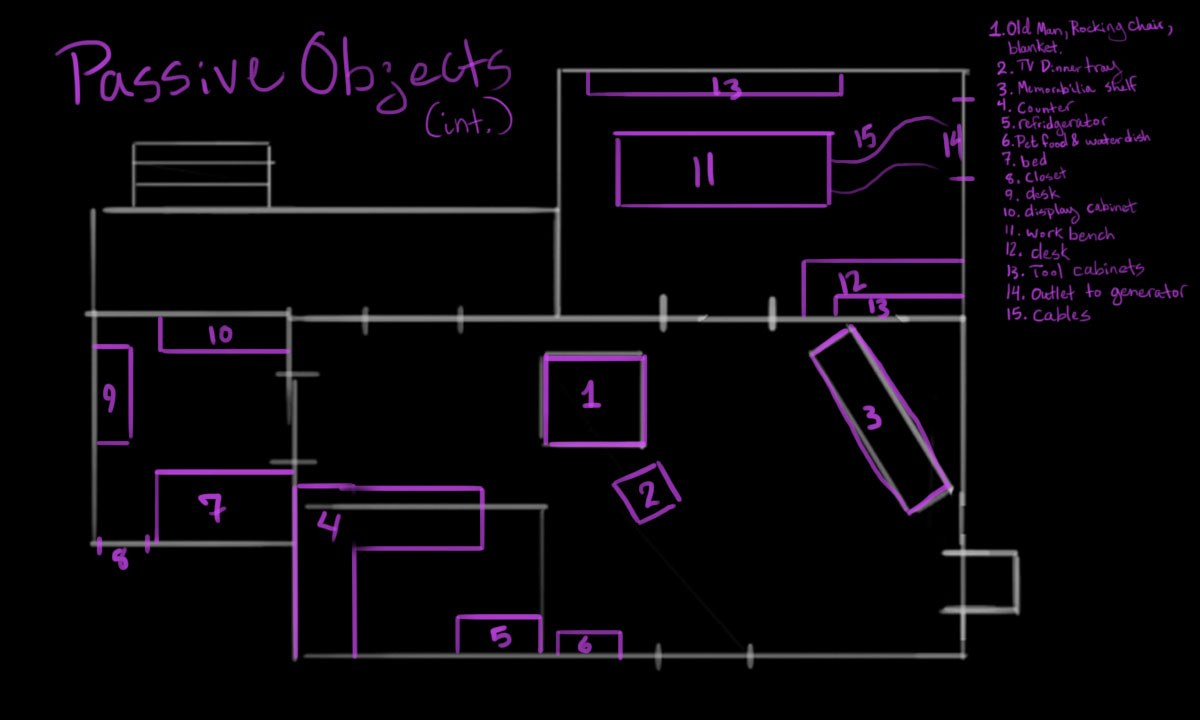 Passive Objects
(int.)
1. Old Man, Rocking chair,
blanket.
2. TV Dinner tray
3. Memorabilia shelf
4. Counter
5. refridgerator
6. Pet food & water dish
7. bed
8. Closet
9. desk
10. display cabinet
11. work bench
12. desk
13. Tool cabinets
14. Outlet to generator
15. Cables
13
15
14
11
12
13
10
9
1
3
7
2
4
8
5
6